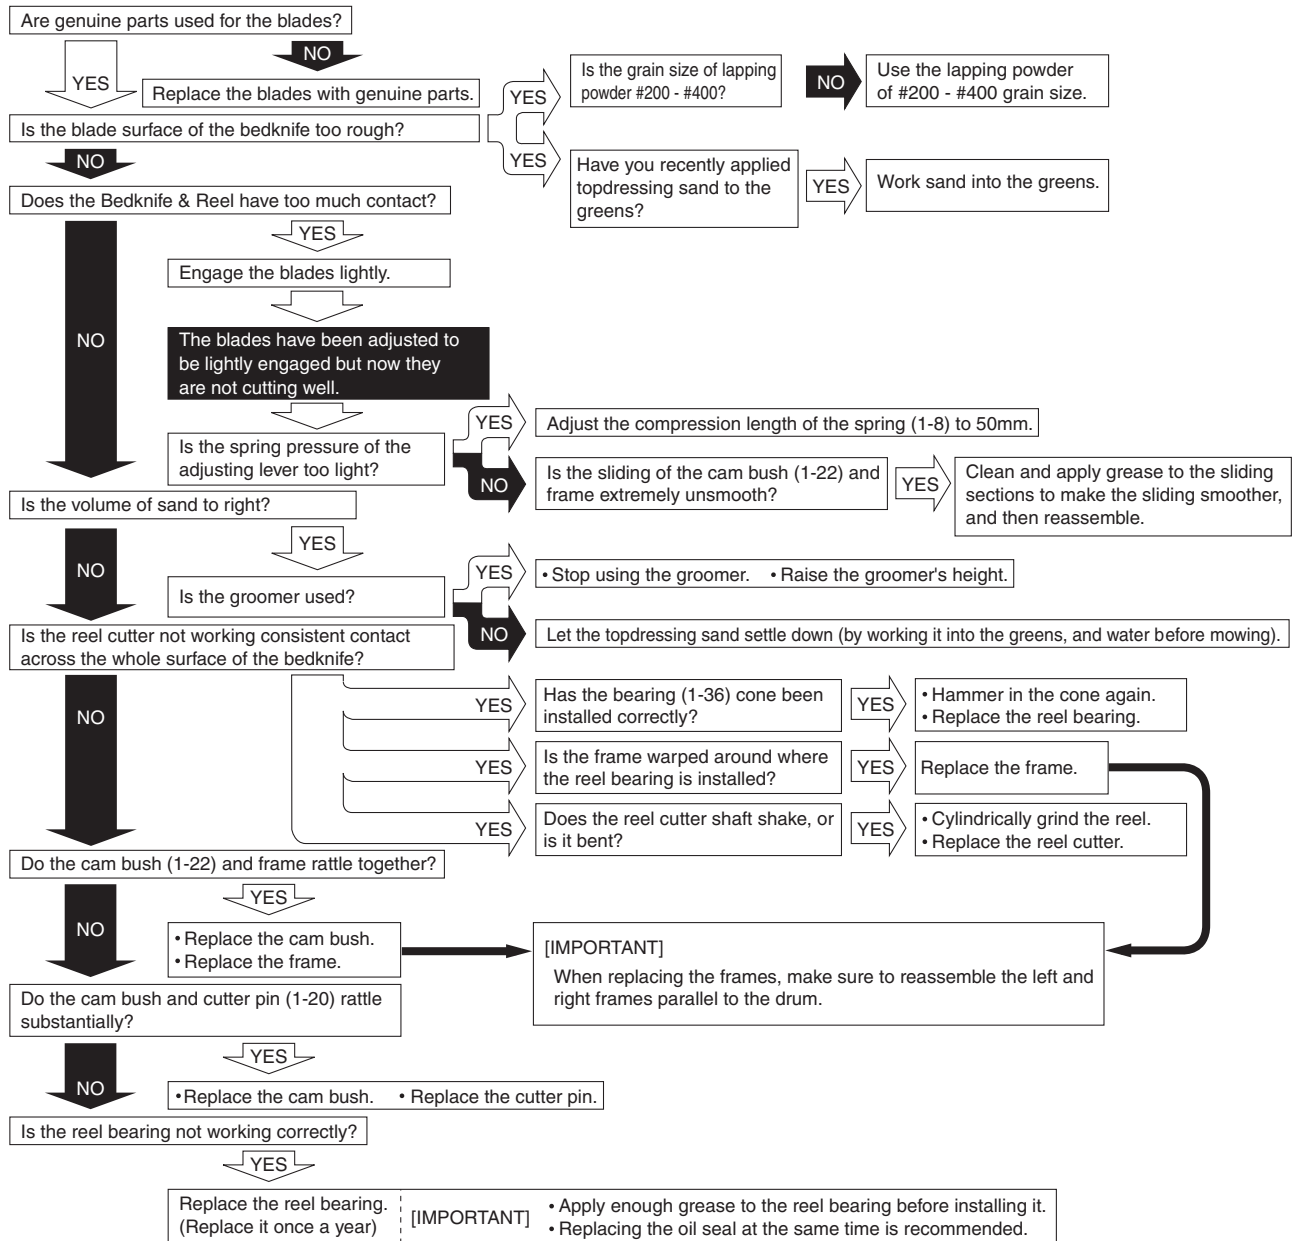 Are genuine parts used for the blades?
YES
NO
Replace the blades with genuine parts.
Is the blade surface of the bedknife too rough?
YES
Is the grain size of lapping
powder #200 - #400?
NO
Use the lapping powder
of #200 - #400 grain size.
YES
Have you recently applied
topdressing sand to the
greens?
YES
Work sand into the greens.
NO
Does the Bedknife & Reel have too much contact?
YES
Engage the blades lightly.
The blades have been adjusted to
be lightly engaged but now they
are not cutting well.
Is the spring pressure of the
adjusting lever too light?
YES
Adjust the compression length of the spring (1-8) to 50mm.
NO
Is the sliding of the cam bush (1-22) and
frame extremely unsmooth?
YES
Clean and apply grease to the sliding
sections to make the sliding smoother,
and then reassemble.
NO
Is the volume of sand to right?
YES
Is the groomer used?
YES
• Stop using the groomer. • Raise the groomer's height.
NO
Let the topdressing sand settle down (by working it into the greens, and water before mowing).
NO
Is the reel cutter not working consistent contact
across the whole surface of the bedknife?
YES
Has the bearing (1-36) cone been
installed correctly?
YES
• Hammer in the cone again.
• Replace the reel bearing.
YES
Is the frame warped around where
the reel bearing is installed?
YES
Replace the frame.
YES
Does the reel cutter shaft shake, or
is it bent?
YES
• Cylindrically grind the reel.
• Replace the reel cutter.
NO
Do the cam bush (1-22) and frame rattle together?
YES
• Replace the cam bush.
• Replace the frame.
[IMPORTANT]
When replacing the frames, make sure to reassemble the left and
right frames parallel to the drum.
NO
Do the cam bush and cutter pin (1-20) rattle
substantially?
YES
• Replace the cam bush. • Replace the cutter pin.
NO
Is the reel bearing not working correctly?
YES
Replace the reel bearing.
(Replace it once a year)
[IMPORTANT]
• Apply enough grease to the reel bearing before installing it.
• Replacing the oil seal at the same time is recommended.